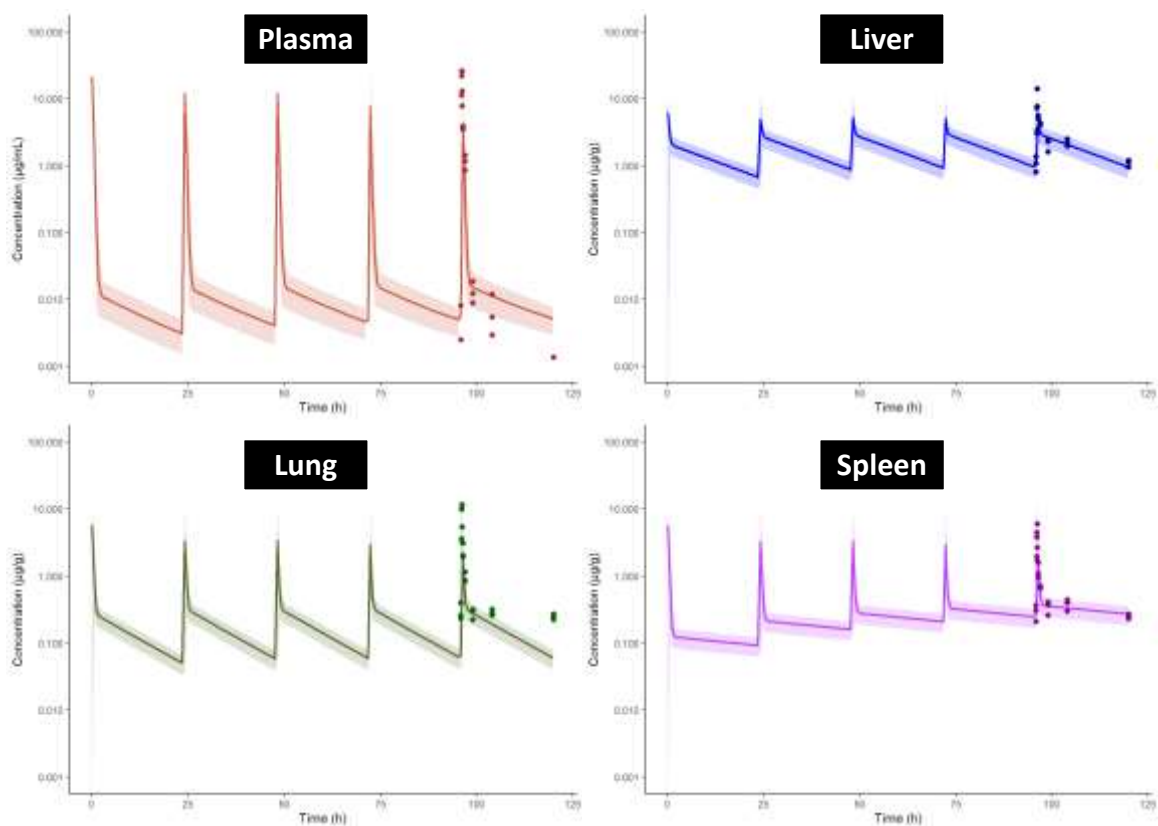 Plasma
100.000
10.000
1.000
0.100
0.010
0.001
Concentration (µg/mL)
0 25 50 75 100 125
Time (h)
Liver
100.000
10.000
1.000
0.100
0.010
0.001
Concentration (µg/g)
0 25 50 75 100 125
Time (h)
Lung
100.000
10.000
1.000
0.100
0.010
0.001
Concentration (µg/g)
0 25 50 75 100 125
Time (h)
Spleen
100.000
10.000
1.000
0.100
0.010
0.001
Concentration (µg/g)
0 25 50 75 100 125
Time (h)